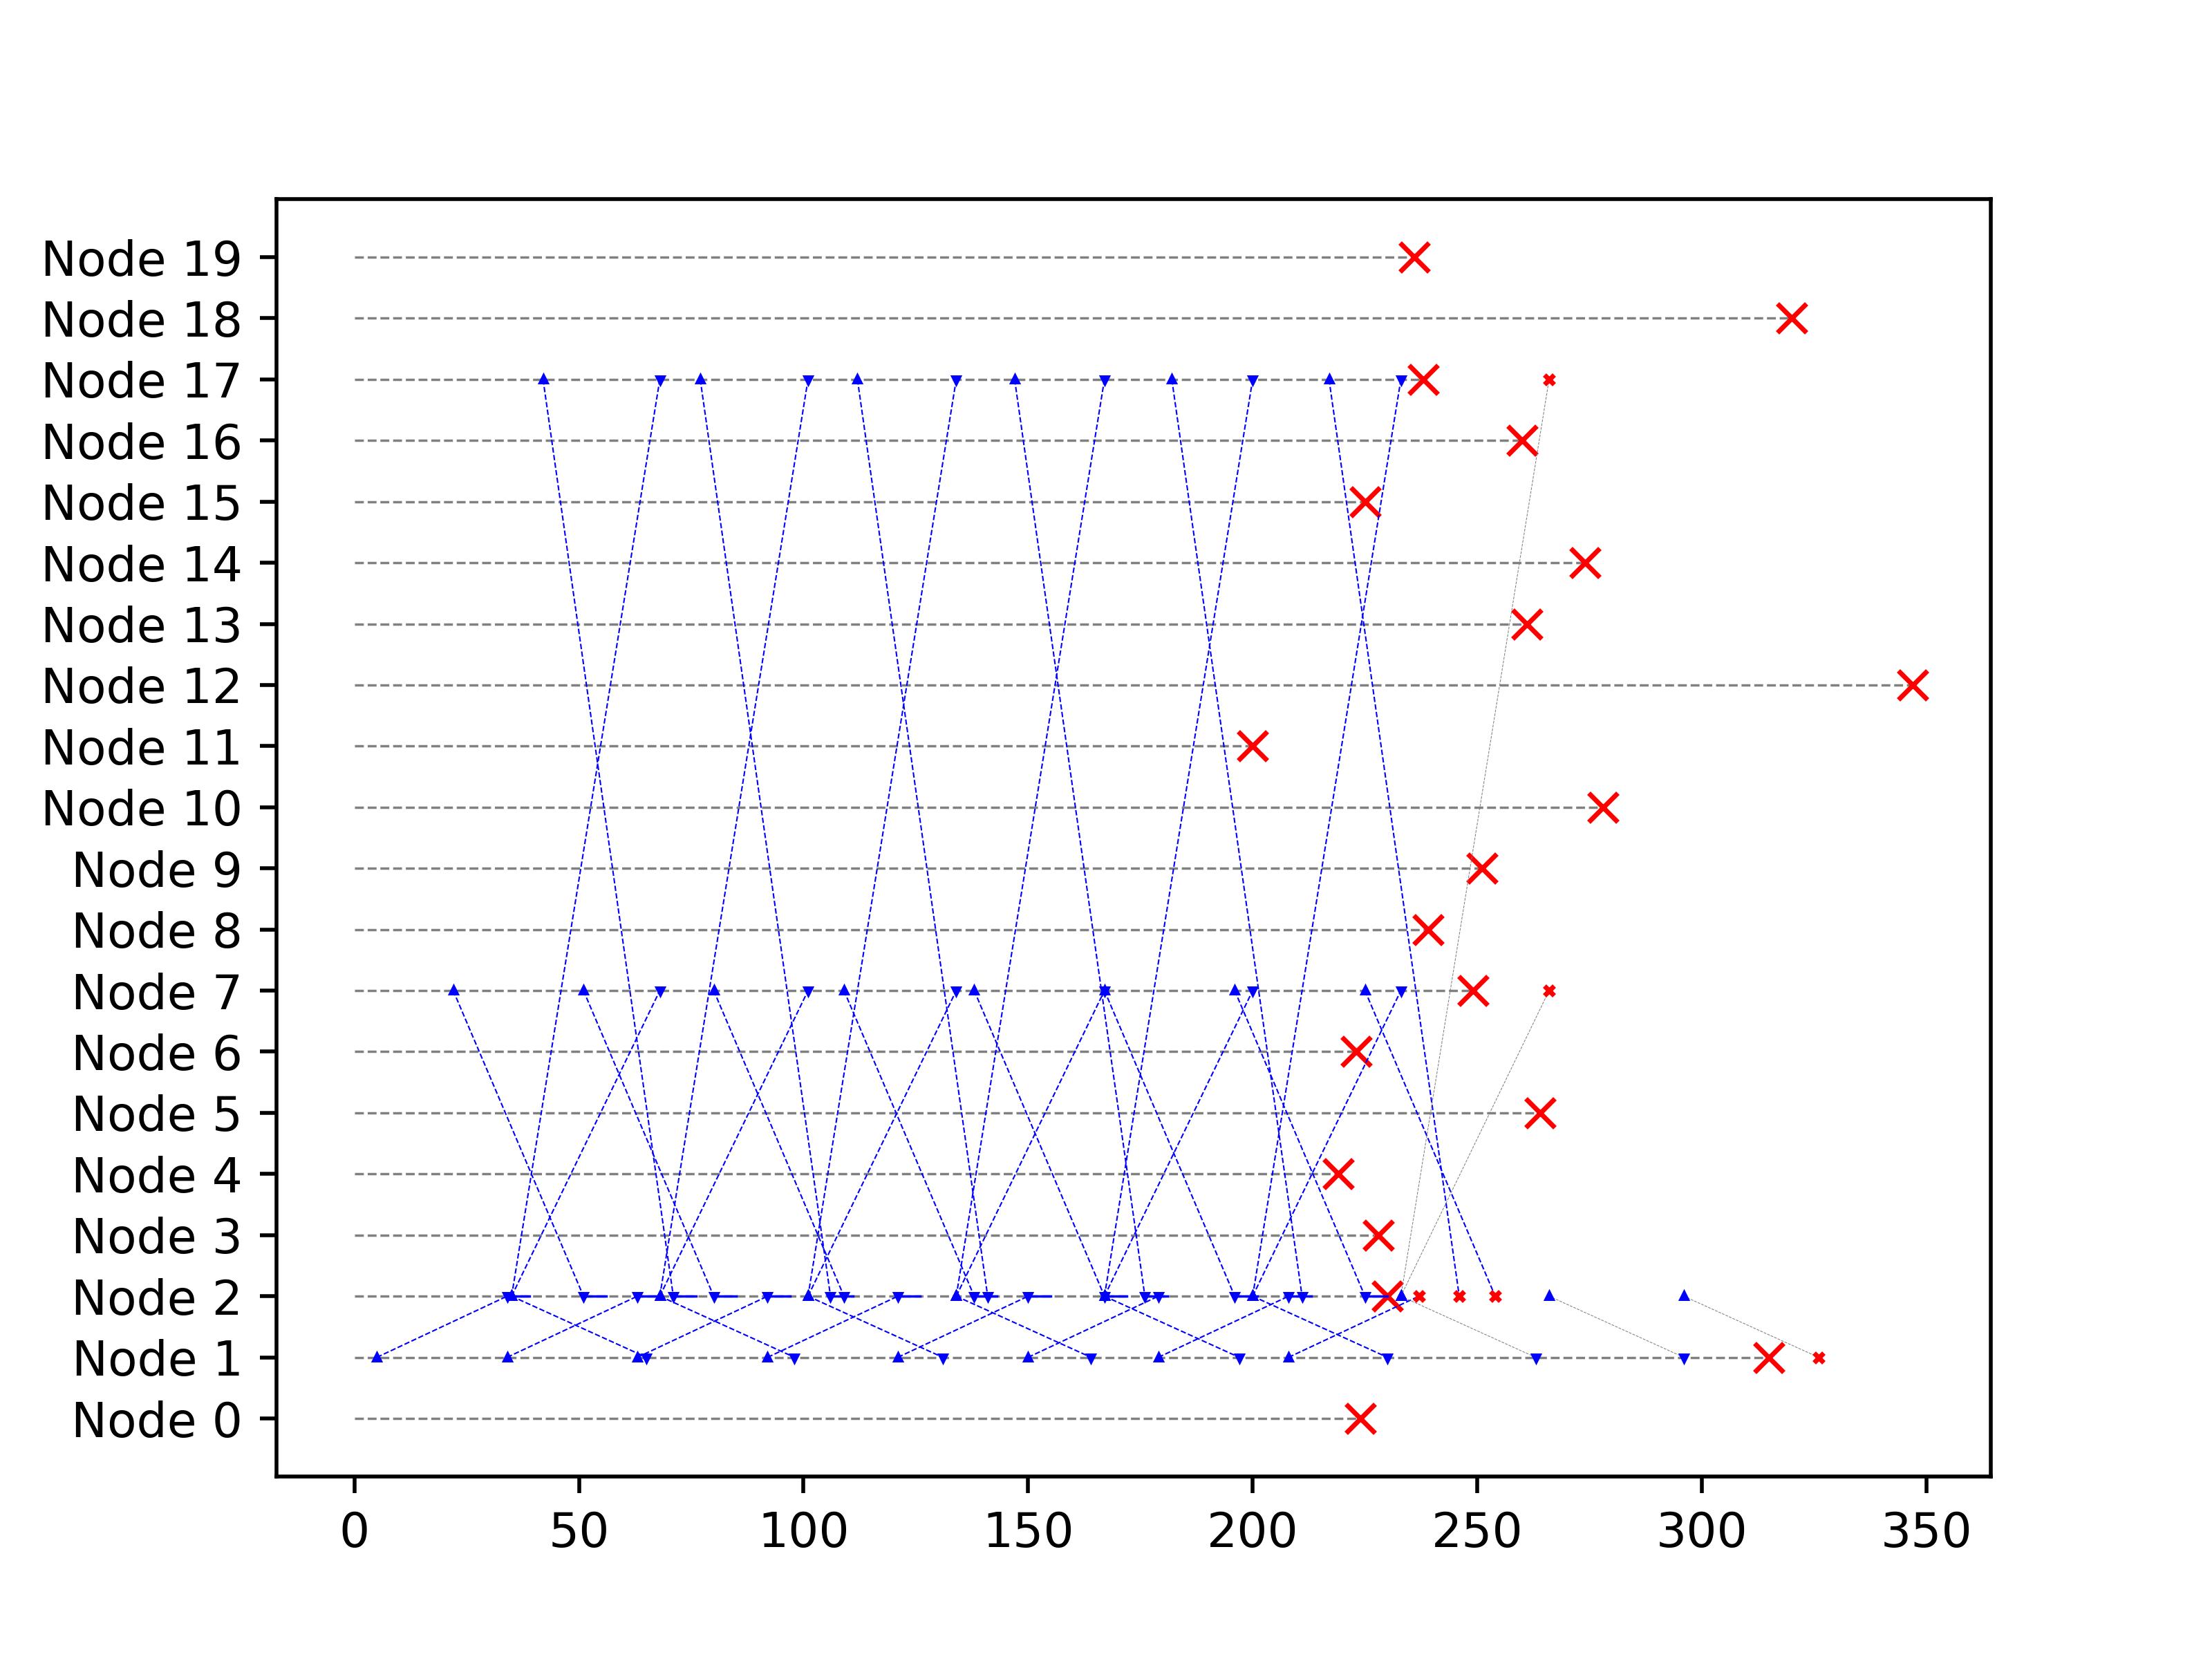 Node 19
Node 18
Node 17
Node 16
Node 15
Node 14
Node 13
Node 12
Node 11
Node 10
Node 9
Node 8
Node 7
Node 6
Node 5
Node 4
Node 3
Node 2
Node 1
Node 0
0 50 100 150 200 250 300 350